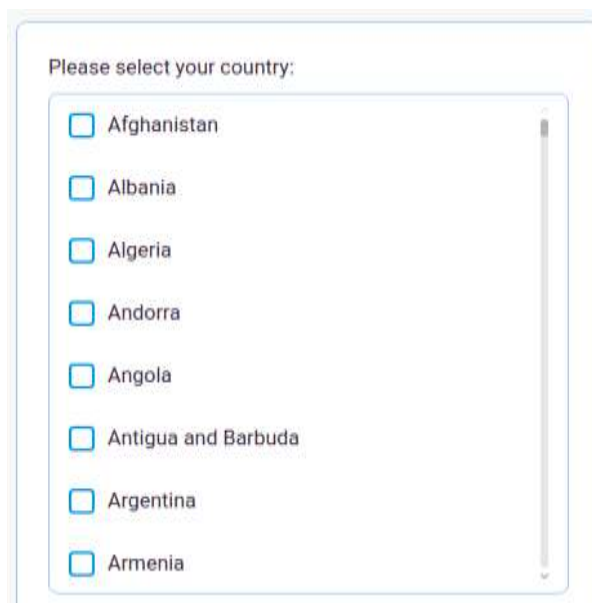 Please select your country:
Afghanistan
Albania
Algeria
Andorra
Angola
Antigua and Barbuda
Argentina
Armenia